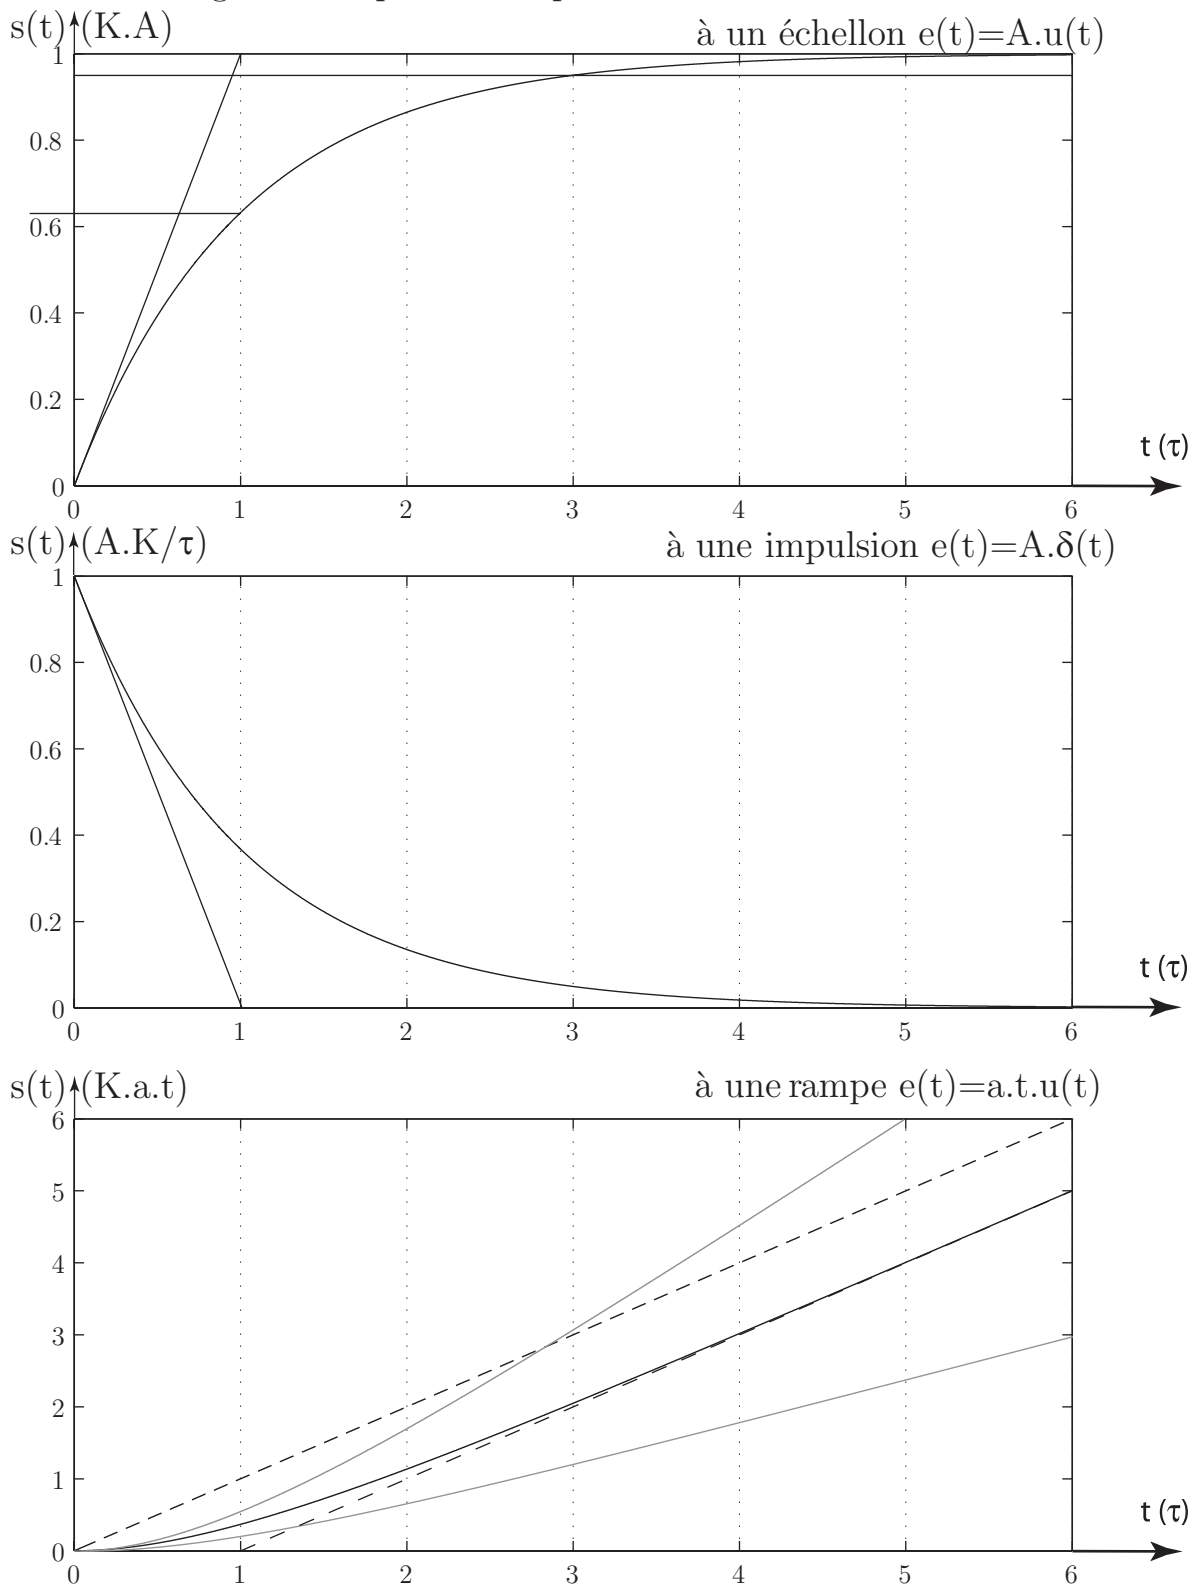 s(t) (K.A)
à un échellon e(t)=A.u(t)
1
0.8
0.6
0.4
0.2
0
t (τ)
0 1 2 3 4 5 6
s(t) (A.K/τ)
à une impulsion e(t)=A.δ(t)
1
0.8
0.6
0.4
0.2
0
t (τ)
0 1 2 3 4 5 6
s(t) (K.a.t)
à une rampe e(t)=a.t.u(t)
6
5
4
3
2
1
0
t (τ)
0 1 2 3 4 5 6